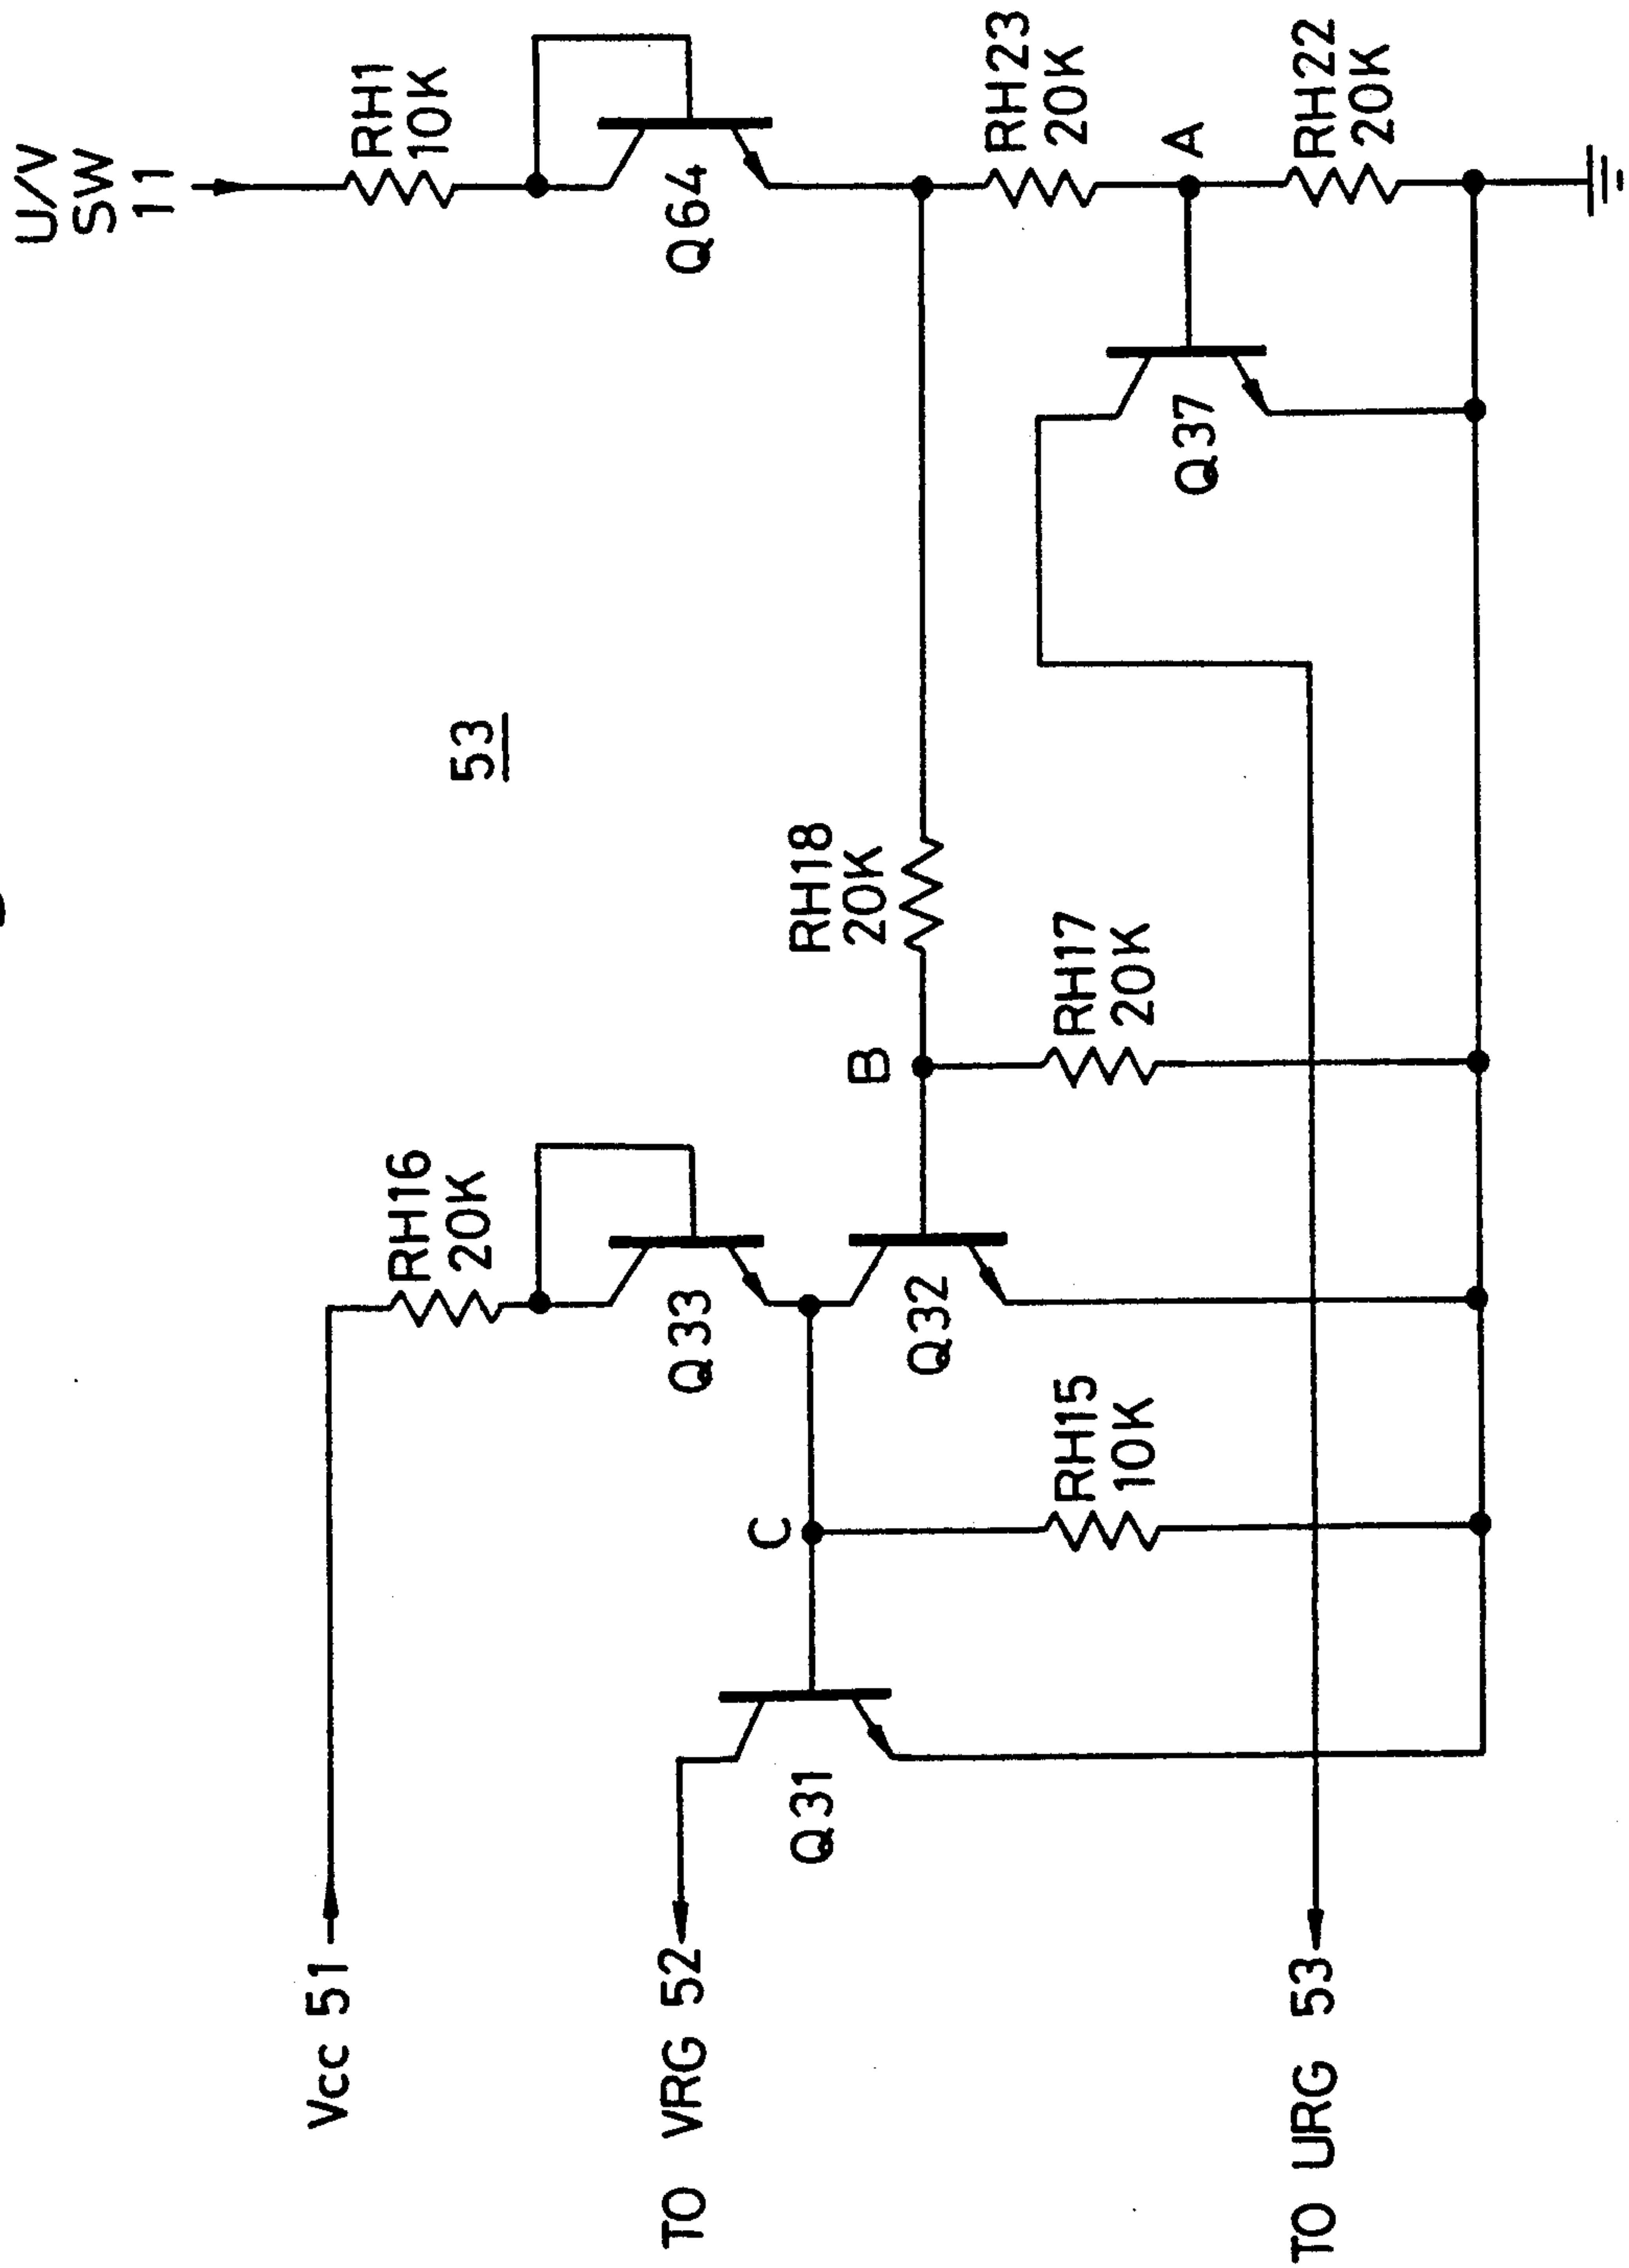 U/V
SW
11
RH1
10K
Q64
RH23
20K
A
RH22
20K
Q37
53
RH18
20K
B
RH17
20K
RH16
20K
Q33
Q32
C
RH15
10K
Q31
Vcc 51
TO VRG 52
TO URG 53